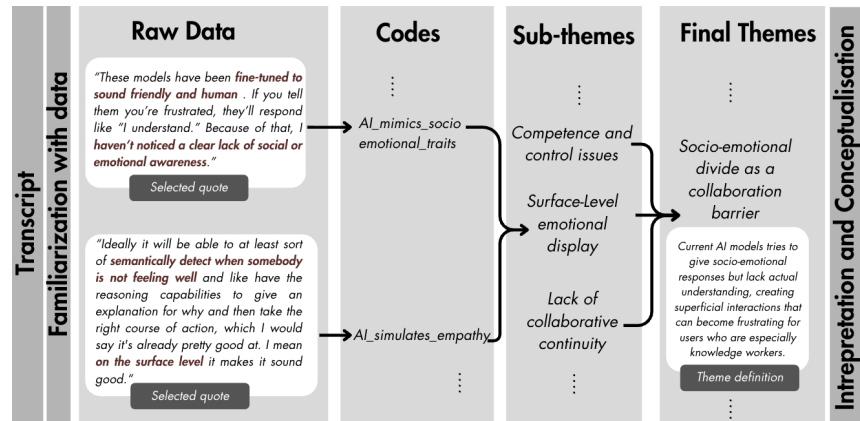 Transcript
Familiarization with data
Raw Data
"These models have been fine-tuned to
sound friendly and human . If you tell
them you're frustrated, they'll respond
like "I understand." Because of that, I
haven't noticed a clear lack of social or
emotional awareness."
Selected quote
"Ideally it will be able to at least sort
of semantically detect when somebody
is not feeling well and like have the
reasoning capabilities to give an
explanation for why and then take the
right course of action, which I would
say it's already pretty good at. I mean
on the surface level it makes it sound
good."
Selected quote
Codes
AI_mimics_socio
emotional_traits
AI_simulates_empathy
Sub-themes
Competence and
control issues
Surface-Level
emotional
display
Lack of
collaborative
continuity
Final Themes
Socio-emotional
divide as a
collaboration
barrier
Current AI models tries to
give socio-emotional
responses but lack actual
understanding, creating
superficial interactions that
can become frustrating for
users who are especially
knowledge workers.
Theme definition
Intrepretation and Conceptualisation